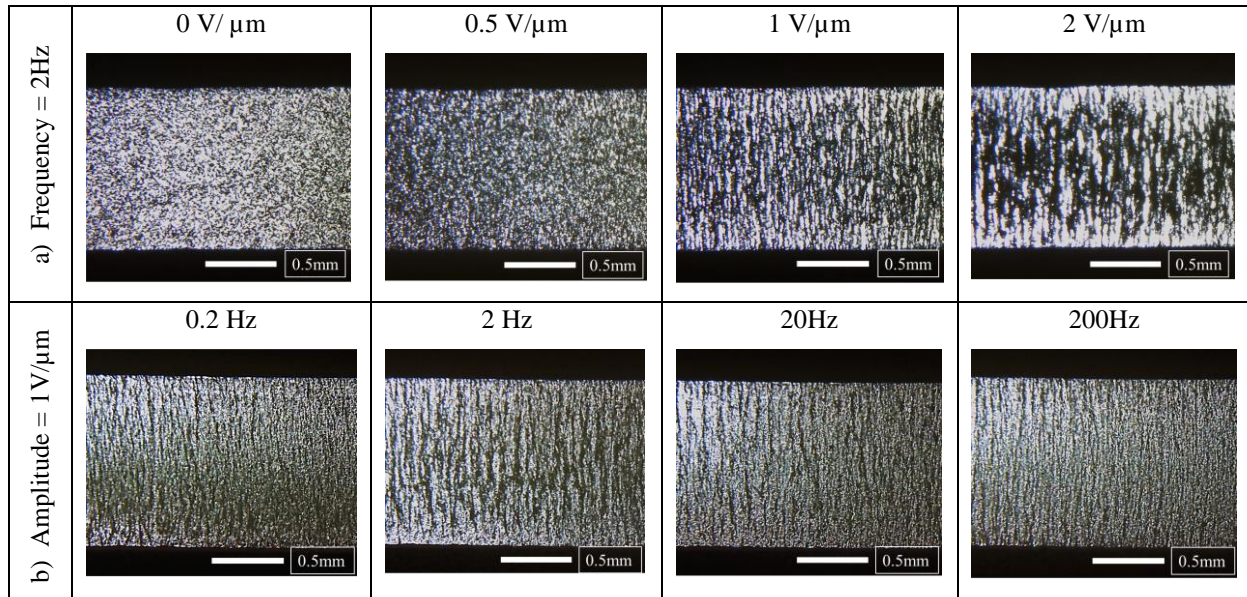 a) Frequency = 2Hz
0 V/ µm
0.5 V/µm
1 V/µm
2 V/µm
0.5mm
0.5mm
0.5mm
0.5mm
b) Amplitude = 1V/µm
0.2 Hz
2 Hz
20Hz
200Hz
0.5mm
0.5mm
0.5mm
0.5mm